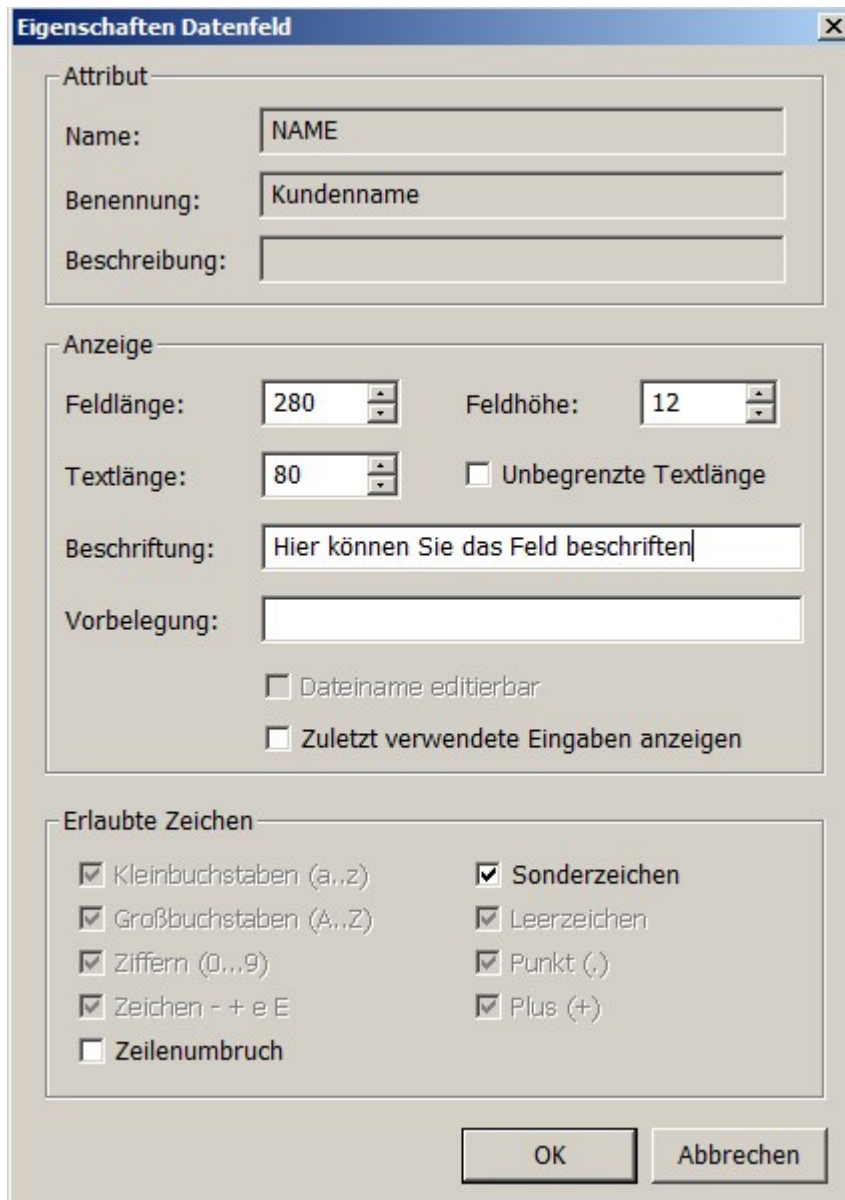 Eigenschaften Datenfeld
Attribut
Name: NAME
Benennung: Kundenname
Beschreibung:
Anzeige
Feldlänge: 280 Feldhöhe: 12
Textlänge: 80 Unbegrenzte Textlänge
Beschriftung: Hier können Sie das Feld beschriften
Vorbelegung:
Dateiname editierbar
Zuletzt verwendete Eingaben anzeigen
Erlaubte Zeichen
Kleinbuchstaben (a..z) Sonderzeichen
Großbuchstaben (A..Z) Leerzeichen
Ziffern (0...9) Punkt (.)
Zeichen - + e E Plus (+)
Zeilenumbruch
OK Abbrechen